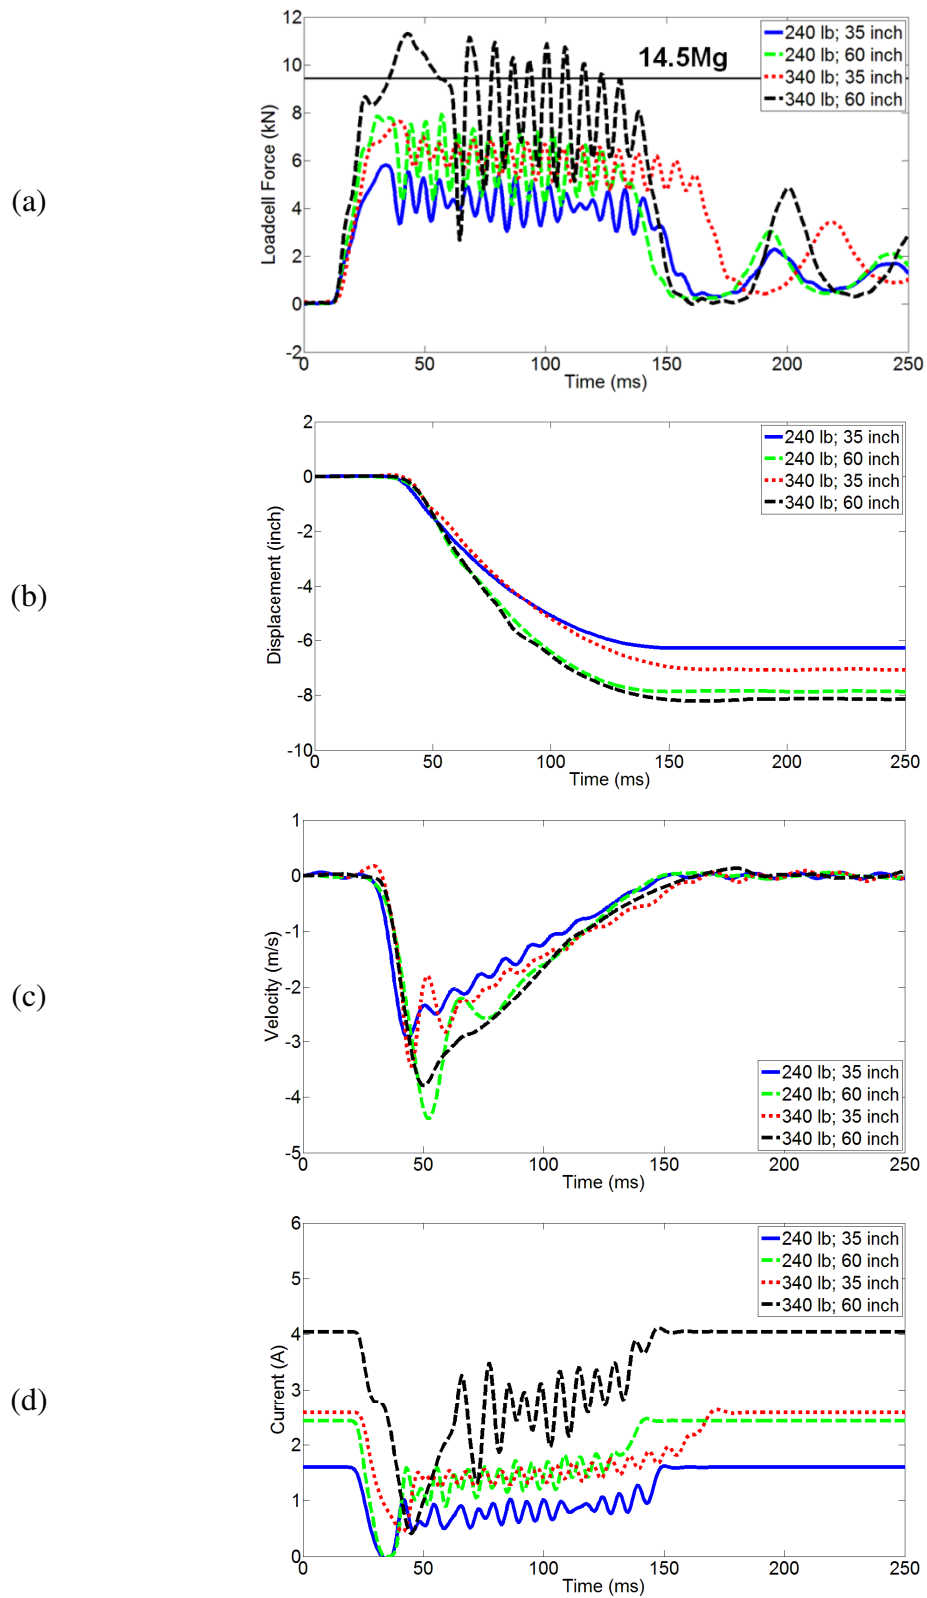 (a)
Loadcell Force (kN)
12
10
8
6
4
2
0
-2
14.5Mg
240 lb; 35 inch
240 lb; 60 inch
340 lb; 35 inch
340 lb; 60 inch
0 50 100 150 200 250
Time (ms)
(b)
Displacement (inch)
2
0
-2
-4
-6
-8
-10
240 lb; 35 inch
240 lb; 60 inch
340 lb; 35 inch
340 lb; 60 inch
0 50 100 150 200 250
Time (ms)
(c)
Velocity (m/s)
1
0
-1
-2
-3
-4
-5
240 lb; 35 inch
240 lb; 60 inch
340 lb; 35 inch
340 lb; 60 inch
0 50 100 150 200 250
Time (ms)
(d)
Current (A)
6
5
4
3
2
1
0
240 lb; 35 inch
240 lb; 60 inch
340 lb; 35 inch
340 lb; 60 inch
0 50 100 150 200 250
Time (ms)